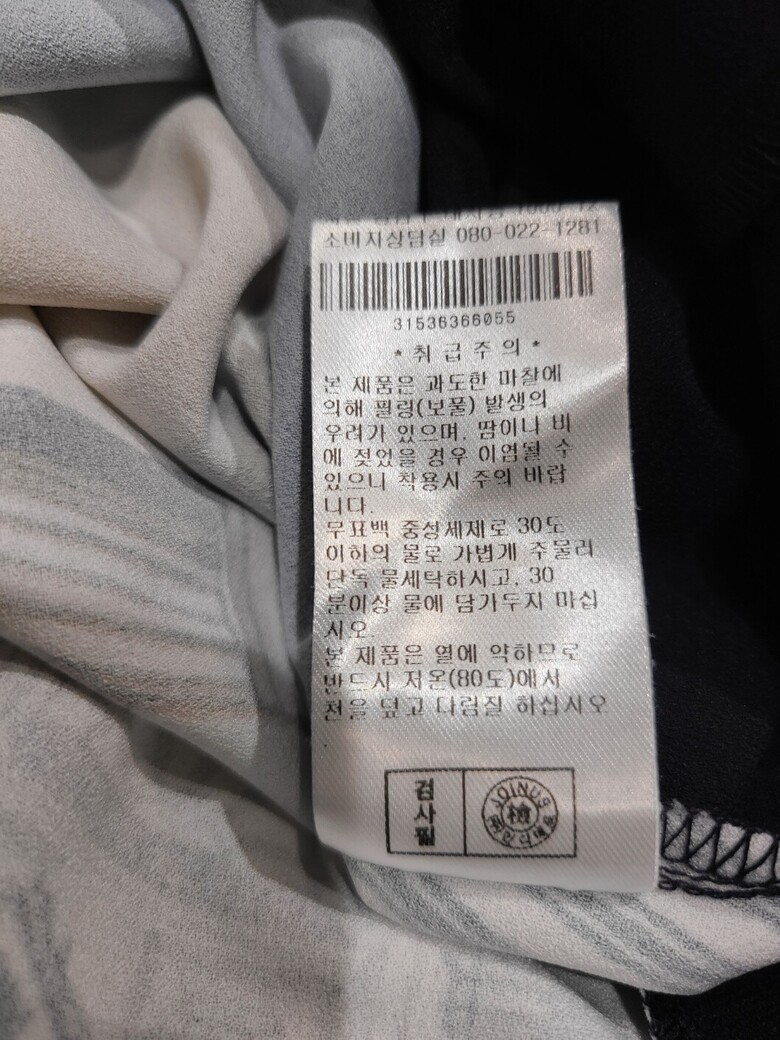 소비자상담실 080-022-1281
31536366055
*취급주의*
본 제품은 과도한 마찰에
의해 필링(보풀) 발생의
우려가 있으며, 땀이나 비
에 젖었을 경우 이염될 수
있으니 착용시 주의 바랍
니다.
무표백 중성세제로 30도
이하의 물로 가볍게 주물러
단독 물세탁하시고, 30
분이상 물에 담가두지 마십
시오.
본 제품은 열에 약하므로
반드시 저온(80도)에서
천을 덮고 다림질 하십시오
.
검사필
JOINUS
檢